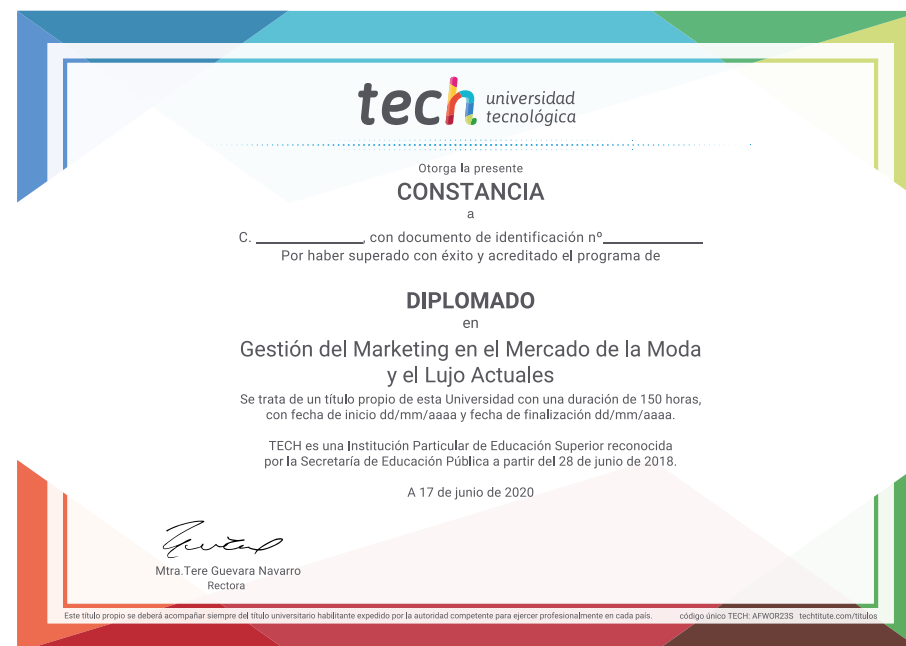 tech universidad
tecnológica
Otorga la presente
CONSTANCIA
a
C. ____________, con documento de identificación nº____________
Por haber superado con éxito y acreditado el programa de
DIPLOMADO
en
Gestión del Marketing en el Mercado de la Moda
y el Lujo Actuales
Se trata de un título propio de esta Universidad con una duración de 150 horas,
con fecha de inicio dd/mm/aaaa y fecha de finalización dd/mm/aaaa.
TECH es una Institución Particular de Educación Superior reconocida
por la Secretaría de Educación Pública a partir del 28 de junio de 2018.
A 17 de junio de 2020
Mtra.Tere Guevara Navarro
Rectora
Este título propio se deberá acompañar siempre del título universitario habilitante expedido por la autoridad competente para ejercer profesionalmente en cada país. código único TECH: AFWOR23S techtitute.com/titulos